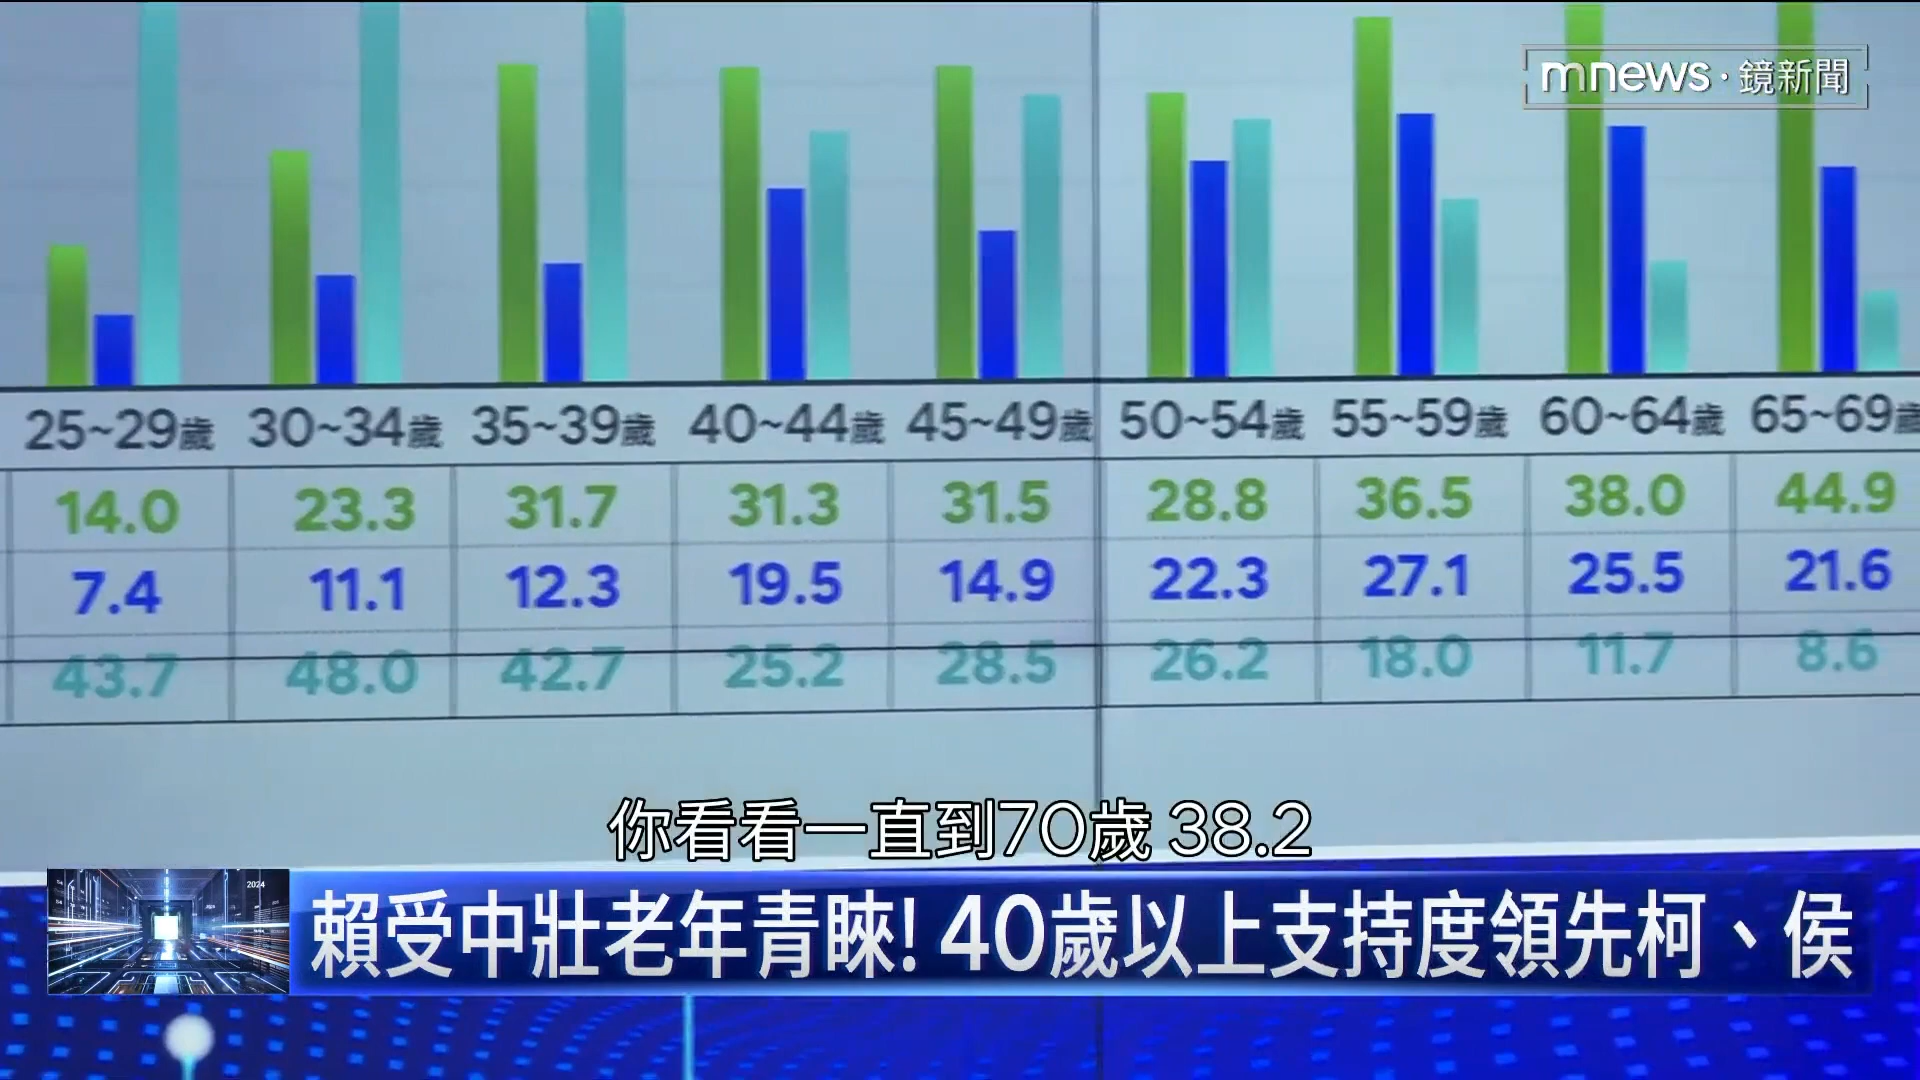 mnews·鏡新聞
25~29歲 30~34歲 35~39歲 40~44歲 45~49歲 50~54歲 55~59歲 60~64歲 65~69歲
14.0 23.3 31.7 31.3 31.5 28.8 36.5 38.0 44.9
7.4 11.1 12.3 19.5 14.9 22.3 27.1 25.5 21.6
43.7 48.0 42.7 25.2 28.5 26.2 18.0 11.7 8.6
你看看一直到70歲 38.2
2024
賴受中壯老年青睞! 40歲以上支持度領先柯、侯